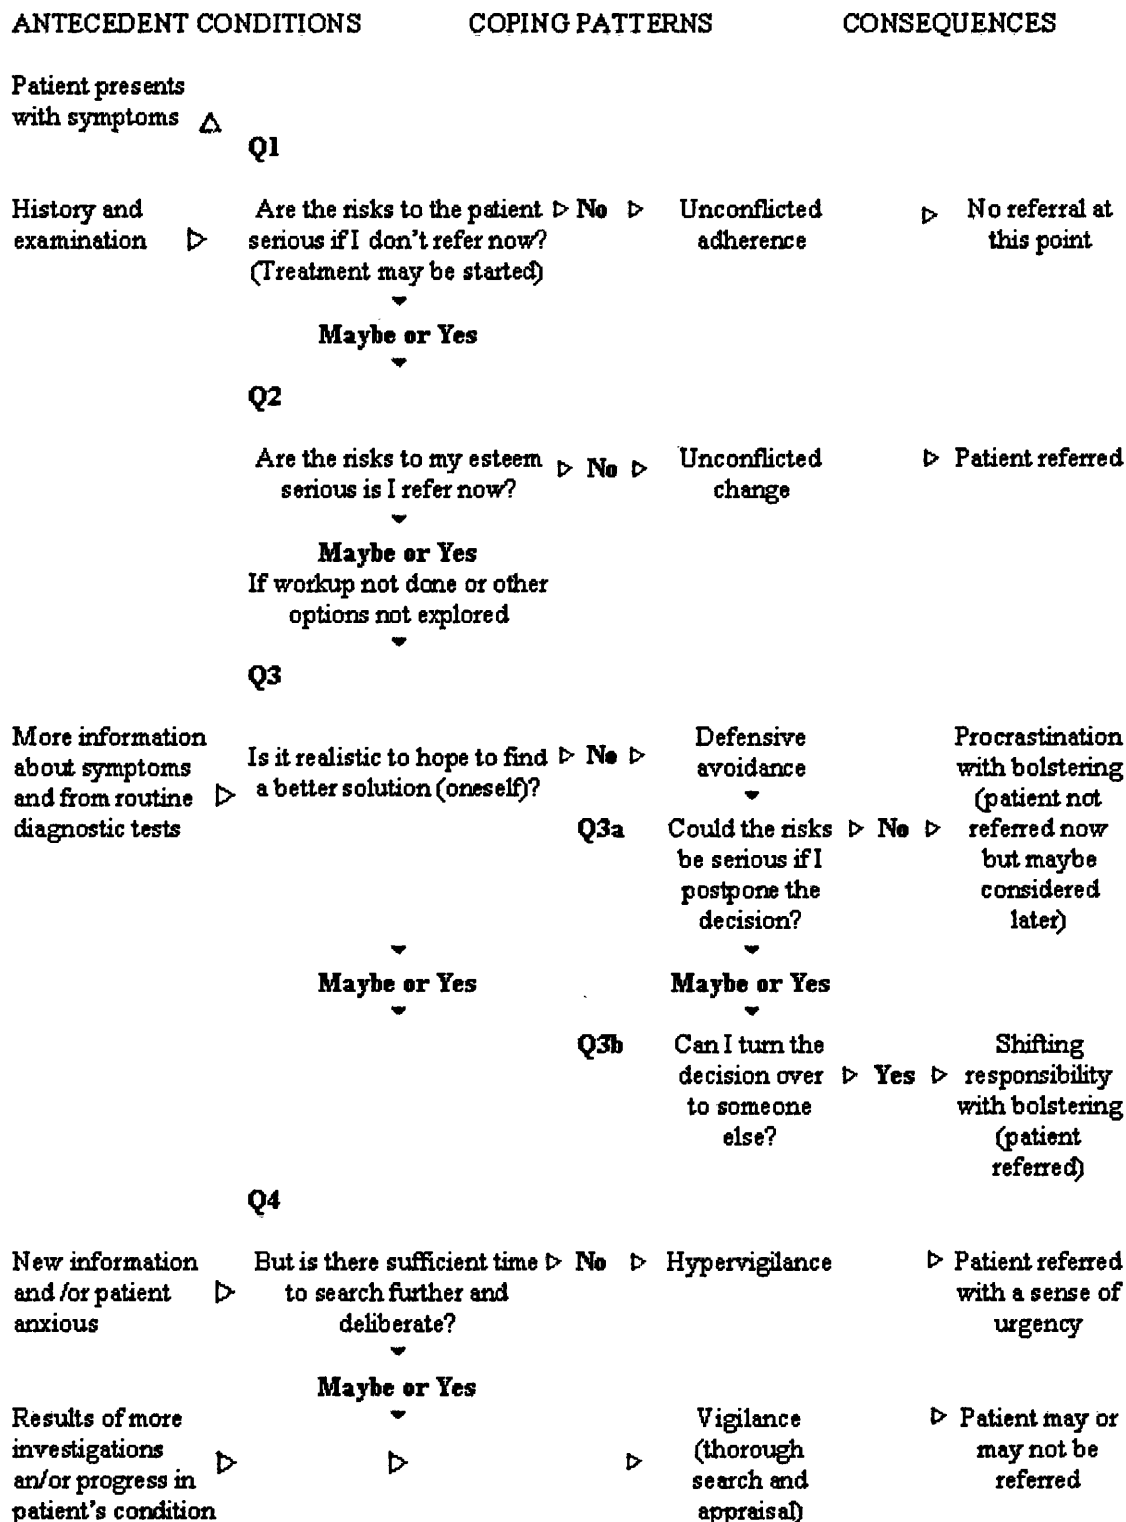 ANTECEDENT CONDITIONS COPING PATTERNS CONSEQUENCES
Patient presents
with symptoms
Q1
History and
examination
Are the risks to the patient
serious if I don't refer now?
(Treatment may be started)
No
Unconflicted
adherence
No referral at
this point
Maybe or Yes
Q2
Are the risks to my esteem
serious is I refer now?
No
Unconflicted
change
Patient referred
Maybe or Yes
If workup not done or other
options not explored
Q3
More information
about symptoms
and from routine
diagnostic tests
Is it realistic to hope to find
a better solution (oneself)?
No
Defensive
avoidance
Q3a
Could the risks
be serious if I
postpone the
decision?
No
Procrastination
with bolstering
(patient not
referred now
but maybe
considered
later)
Maybe or Yes
Maybe or Yes
Q3b
Can I turn the
decision over
to someone
else?
Yes
Shifting
responsibility
with bolstering
(patient
referred)
Q4
New information
and /or patient
anxious
But is there sufficient time
to search further and
deliberate?
No
Hypervigilance
Patient referred
with a sense of
urgency
Maybe or Yes
Results of more
investigations
an/or progress in
patient's condition
Vigilance
(thorough
search and
appraisal)
Patient may or
may not be
referred